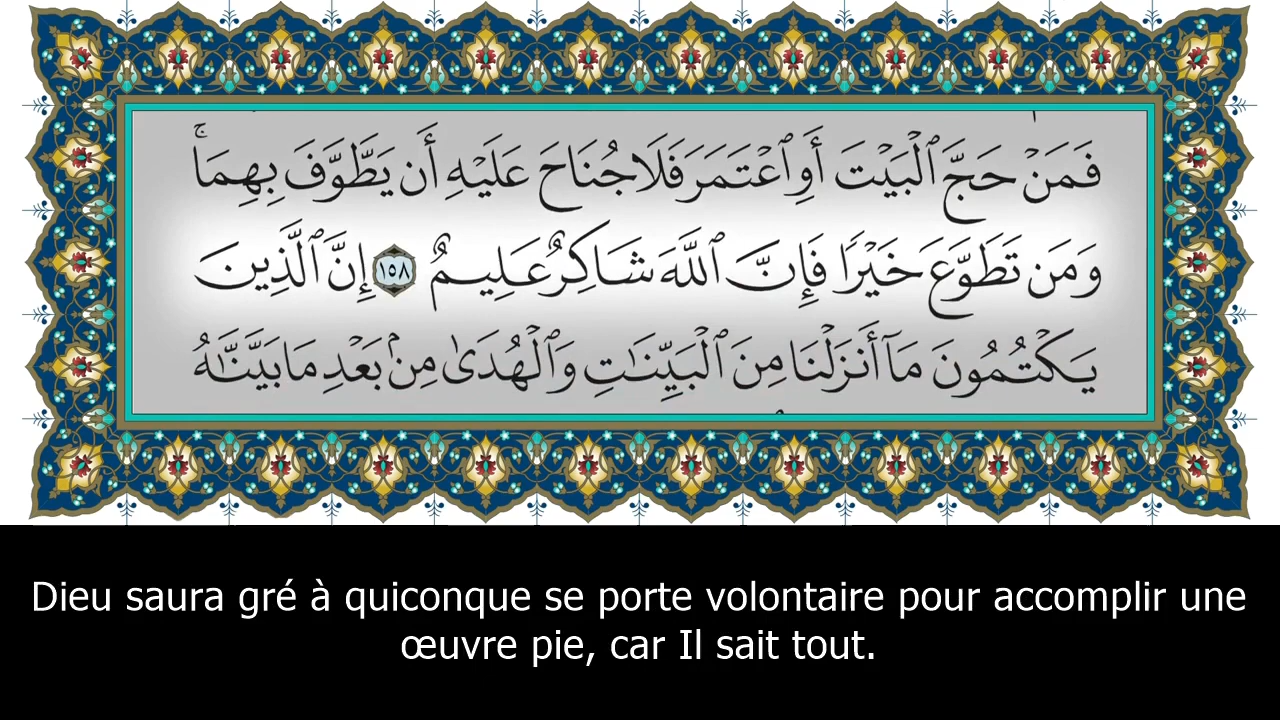 فَمَنْ حَجَّ ٱلْبَيْتَ أَوِ ٱعْتَمَرَ فَلَا جُنَاحَ عَلَيْهِ أَن يَطَّوَّفَ بِهِمَا ۚ
وَمَن تَطَوَّعَ خَيْرًا فَإِنَّ ٱللَّهَ شَاكِرٌ عَلِيمٌ ١٥٨ إِنَّ ٱلَّذِينَ
يَكْتُمُونَ مَآ أَنزَلْنَا مِنَ ٱلْبَيِّنَـٰتِ وَٱلْهُدَىٰ مِنۢ بَعْدِ مَا بَيَّنَّـٰهُ
Dieu saura gré à quiconque se porte volontaire pour accomplir une
œuvre pie, car Il sait tout.